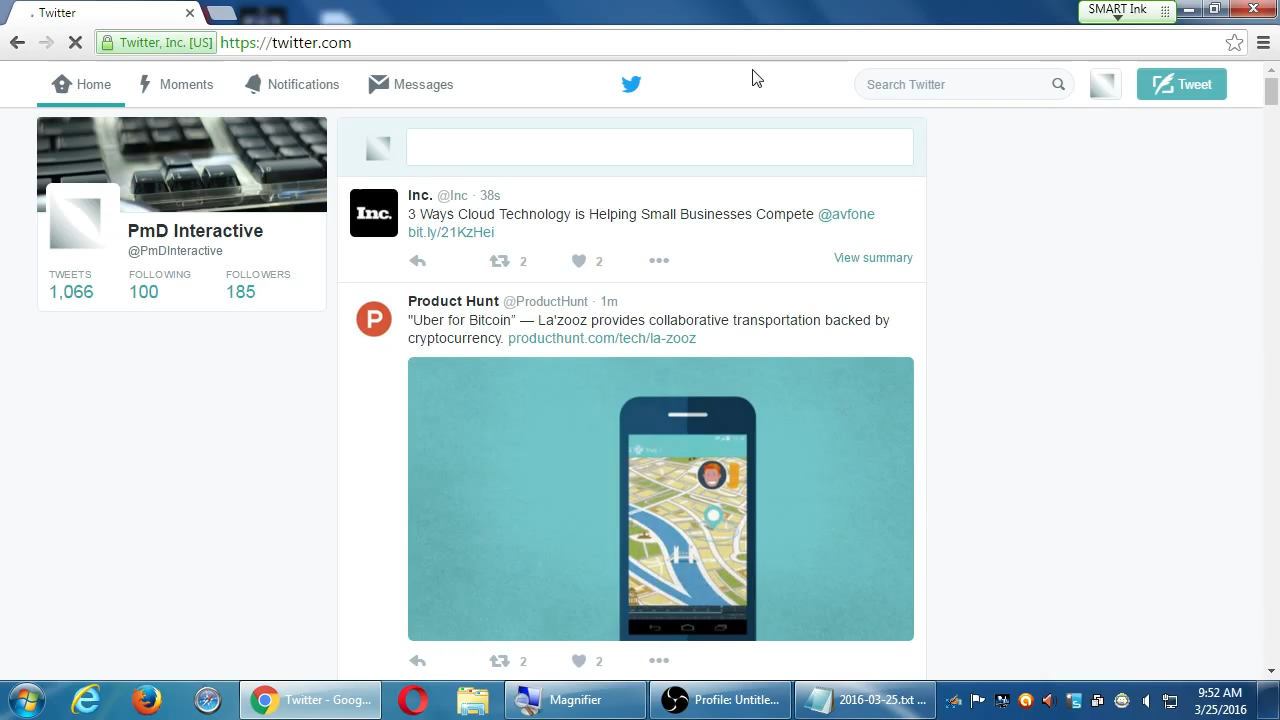 Twitter
SMART Ink
Twitter, Inc. [US] https://twitter.com
Home Moments Notifications Messages Search Twitter Tweet
PmD Interactive
@PmDInteractive
TWEETS FOLLOWING FOLLOWERS
1,066 100 185
Inc.
Inc. @Inc · 38s
3 Ways Cloud Technology is Helping Small Businesses Compete @avfone
bit.ly/21KzHei
2 2 View summary
P
Product Hunt @ProductHunt · 1m
"Uber for Bitcoin" — La'zooz provides collaborative transportation backed by
cryptocurrency. producthunt.com/tech/la-zooz
2 2
Twitter - Goog... Magnifier Profile: Untitle... 2016-03-25.txt ...
9:52 AM
3/25/2016